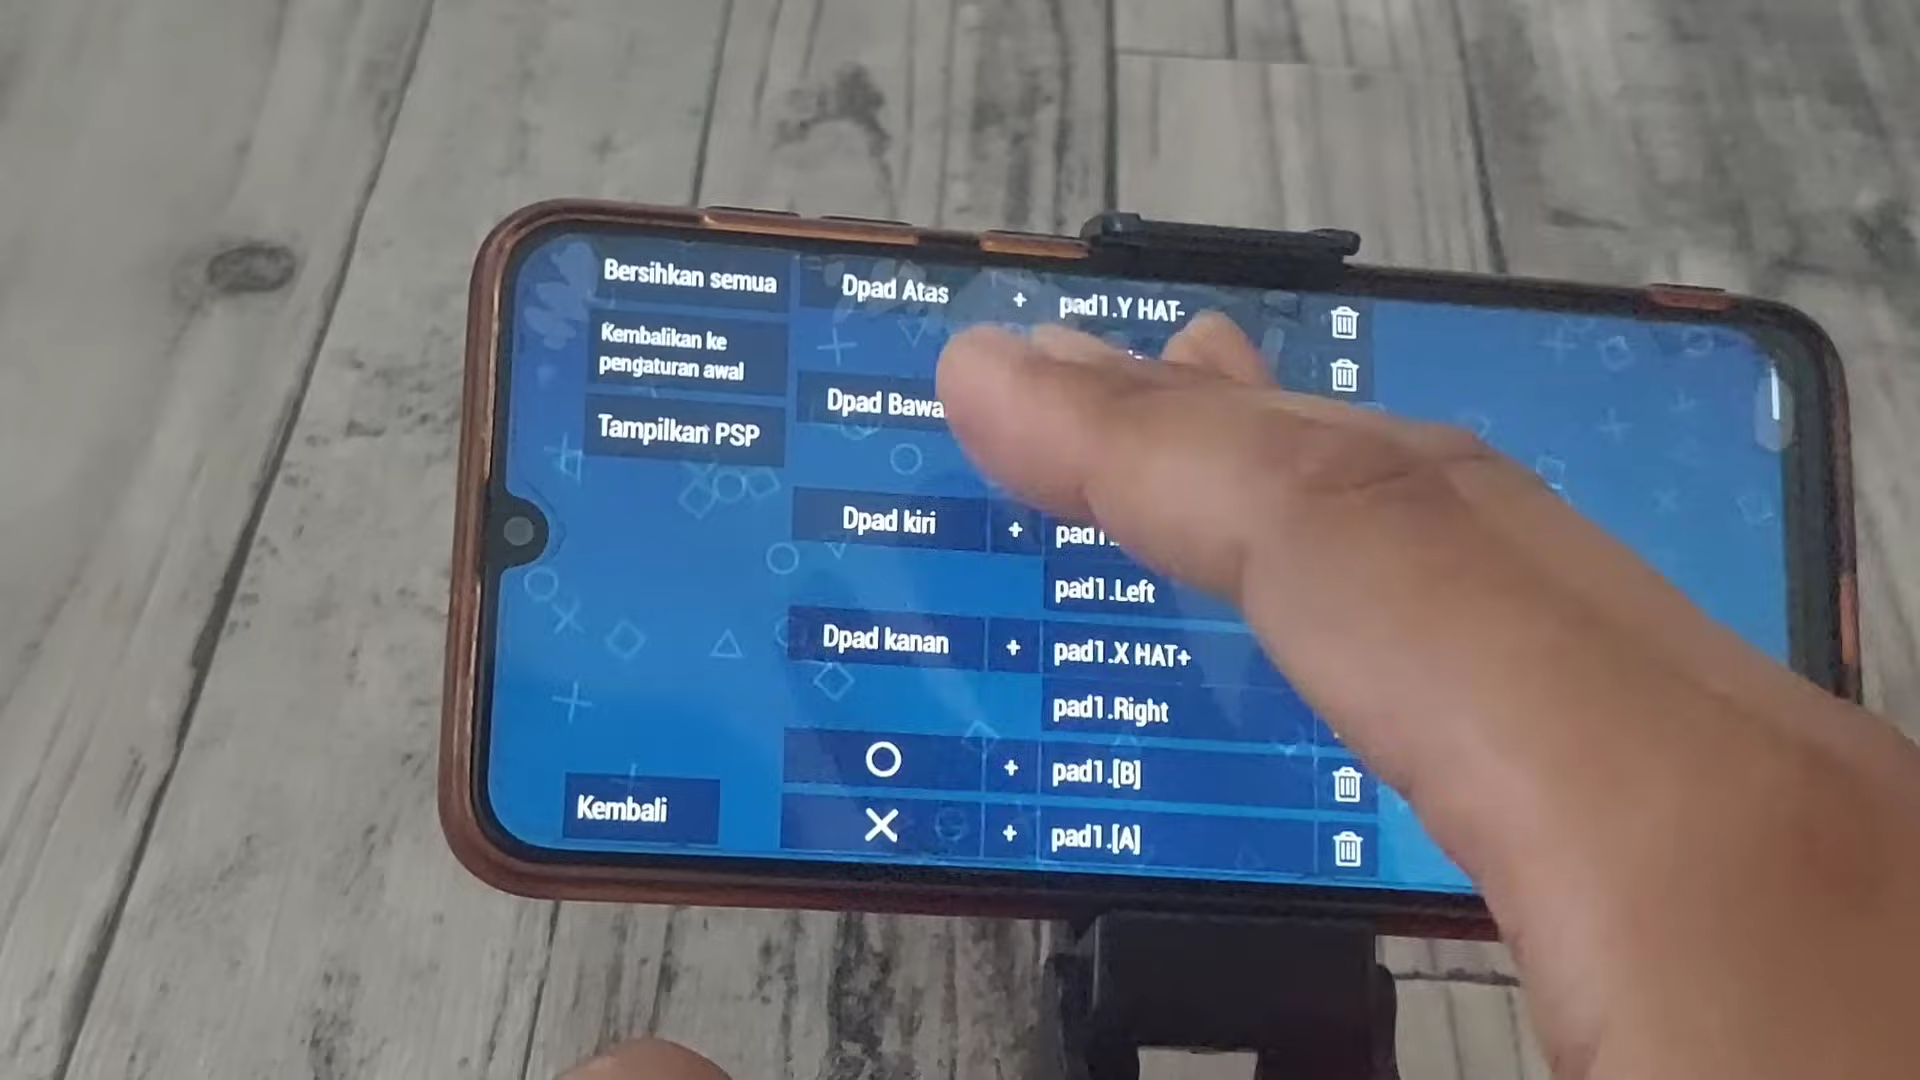 Bersihkan semua
Kembalikan ke
pengaturan awal
Tampilkan PSP
Kembali
Dpad Atas + pad1.Y HAT-
Dpad
Dpad kiri +
pad1.Left
Dpad kanan + pad1.X HAT+
pad1.Right
+ pad1.[B]
+ pad1.[A]